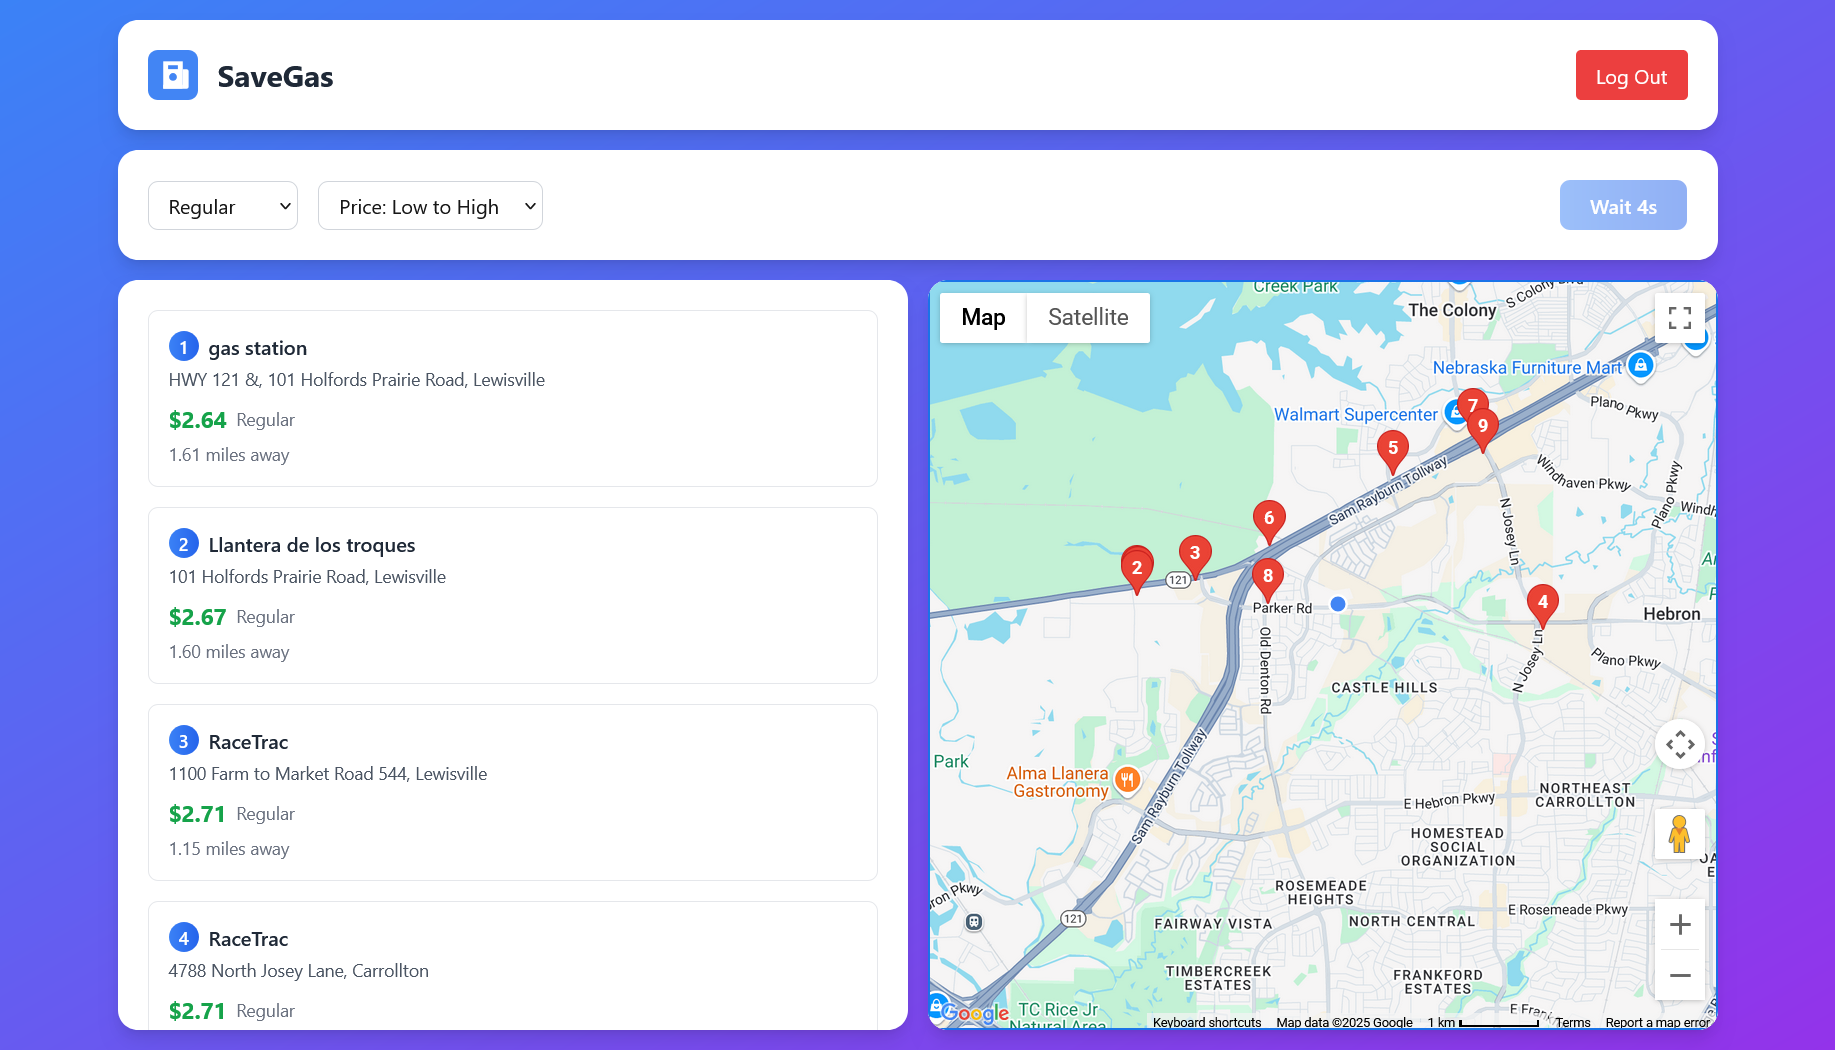 SaveGas
Log Out
Regular
Price: Low to High
Wait 4s
1
gas station
HWY 121 &, 101 Holfords Prairie Road, Lewisville
$2.64 Regular
1.61 miles away
2
Llantera de los troques
101 Holfords Prairie Road, Lewisville
$2.67 Regular
1.60 miles away
3
RaceTrac
1100 Farm to Market Road 544, Lewisville
$2.71 Regular
1.15 miles away
4
RaceTrac
4788 North Josey Lane, Carrollton
$2.71 Regular
Creek Park
Map
Satellite
The Colony
S Colony Blvd
Nebraska Furniture Mart
Plano Pkwy
Walmart Supercenter
7
9
5
Sam Rayburn Tollway
Windhaven Pkwy
Plano Pkwy
N Josey Ln
6
3
2
121
8
Parker Rd
4
Hebron
Old Denton Rd
N Josey Ln
Plano Pkwy
CASTLE HILLS
Park
Alma Llanera
Gastronomy
Sam Rayburn Tollway
NORTHEAST
CARROLLTON
E Hebron Pkwy
HOMESTEAD
SOCIAL
ORGANIZATION
ROSEMEADE
HEIGHTS
E Rosemeade Pkwy
121
FAIRWAY VISTA
NORTH CENTRAL
TIMBERCREEK
ESTATES
FRANKFORD
ESTATES
TC Rice Jr
Natural Area
Google
Keyboard shortcuts
Map data ©2025 Google
1 km
Terms
Report a map error